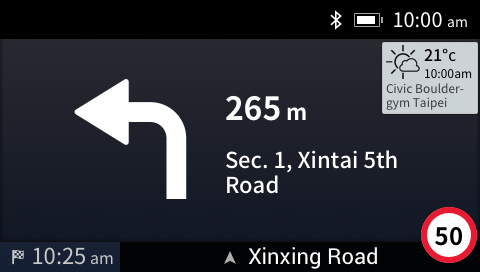 10:00 am
21°C
10:00am
Civic Boulder-
gym Taipei
265 m
Sec. 1, Xintai 5th
Road
50
10:25 am
Xinxing Road